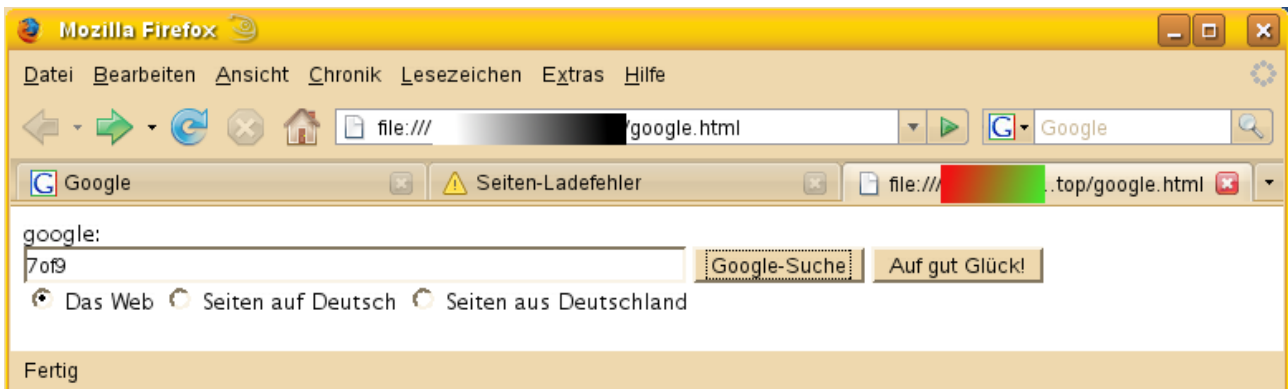 Mozilla Firefox
Datei Bearbeiten Ansicht Chronik Lesezeichen Extras Hilfe
file:/// /google.html G Google
G Google Seiten-Ladefehler file:/// ..top/google.html
google:
7of9 Google-Suche Auf gut Glück!
Das Web Seiten auf Deutsch Seiten aus Deutschland
Fertig